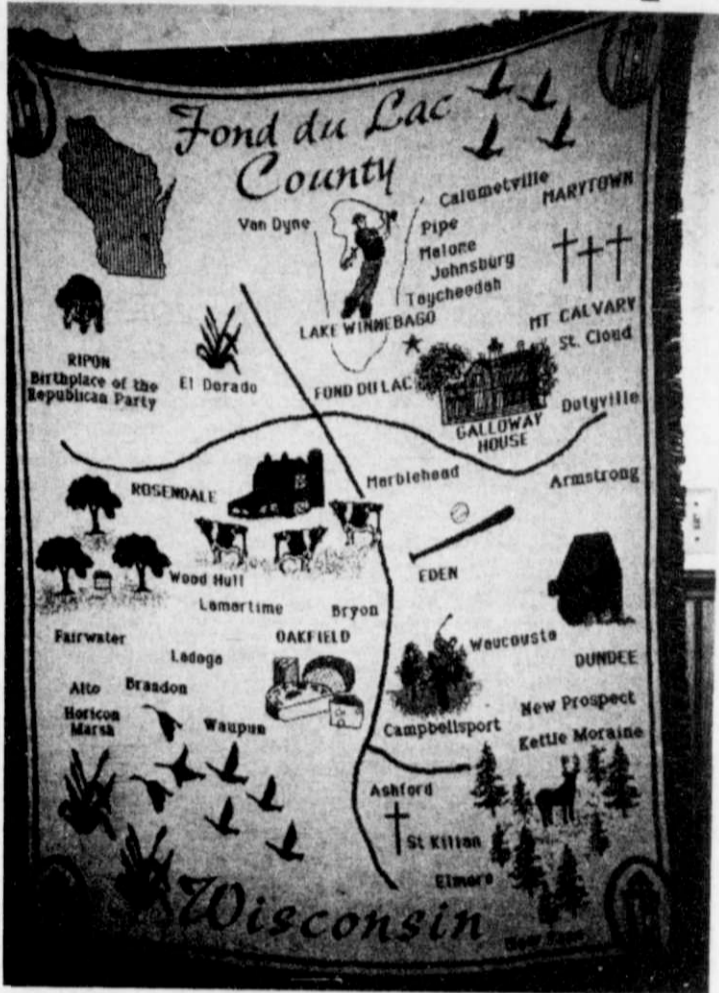 Fond du Lac
County
Calumetville
MARYTOWN
Van Dyne
Pipe
Malone
Johnsburg
Taycheedah
LAKE WINNEBAGO
MT CALVARY
St. Cloud
RIPON
Birthplace of the
Republican Party
El Dorado
FOND DU LAC
GALLOWAY
HOUSE
Dotyville
ROSENDALE
Marblehead
Armstrong
EDEN
Wood Hull
Lamartime
Bryon
Fairwater
OAKFIELD
Waucousta
Ladoga
DUNDEE
Alto
Brandon
New Prospect
Horicon
Marsh
Waupun
Campbellsport
Kettle Moraine
Ashford
St Kilian
Elmore
Wisconsin